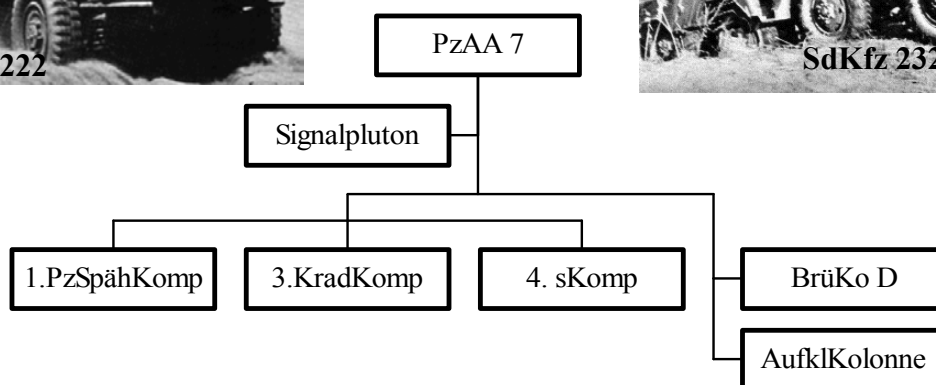 222
PzAA 7
SdKfz 232
Signalpluton
1.PzSpähKomp
3.KradKomp
4. sKomp
BrüKo D
AufklKolonne